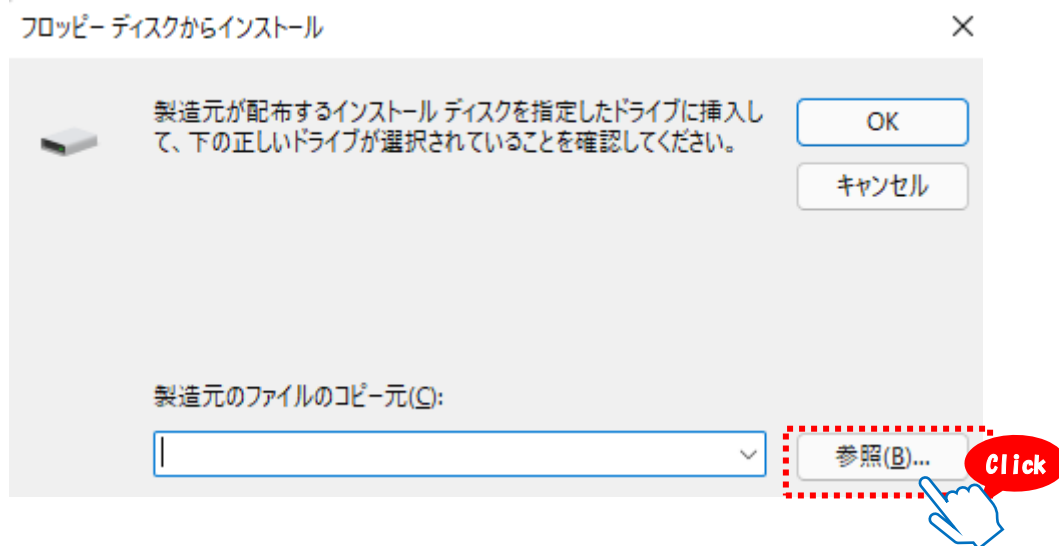 フロッピー ディスクからインストール
製造元が配布するインストール ディスクを指定したドライブに挿入し
て、下の正しいドライブが選択されていることを確認してください。
OK
キャンセル
製造元のファイルのコピー元(C):
参照(B)...
Click